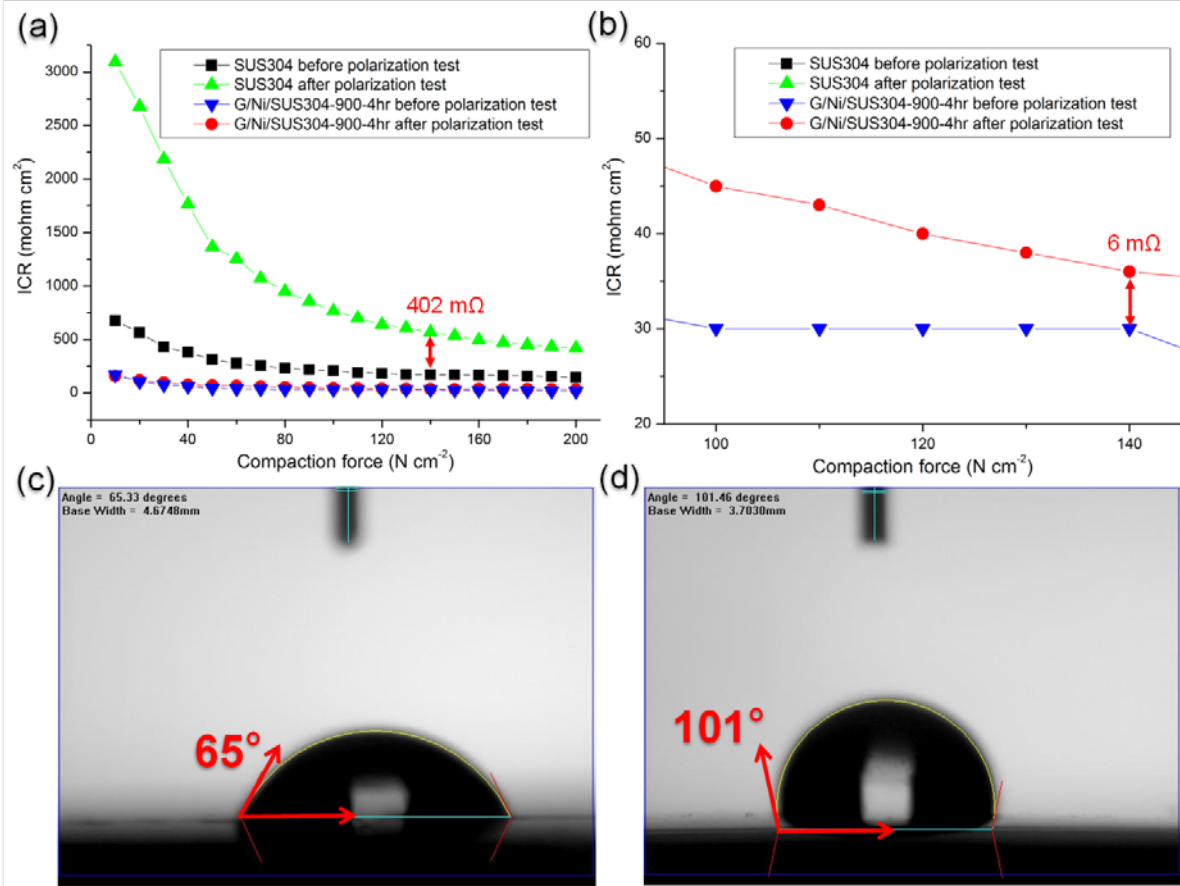 (a)
SUS304 before polarization test
SUS304 after polarization test
G/Ni/SUS304-900-4hr before polarization test
G/Ni/SUS304-900-4hr after polarization test
3000
2500
2000
1500
1000
500
0
ICR (mohm cm²)
402 mΩ
0 40 80 120 160 200
Compaction force (N cm⁻²)
(b)
SUS304 before polarization test
SUS304 after polarization test
G/Ni/SUS304-900-4hr before polarization test
G/Ni/SUS304-900-4hr after polarization test
60
50
40
30
20
ICR (mohm cm²)
6 mΩ
100 120 140
Compaction force (N cm⁻²)
(c)
Angle = 65.33 degrees
Base Width = 4.6748mm
65°
(d)
Angle = 101.46 degrees
Base Width = 3.7030mm
101°